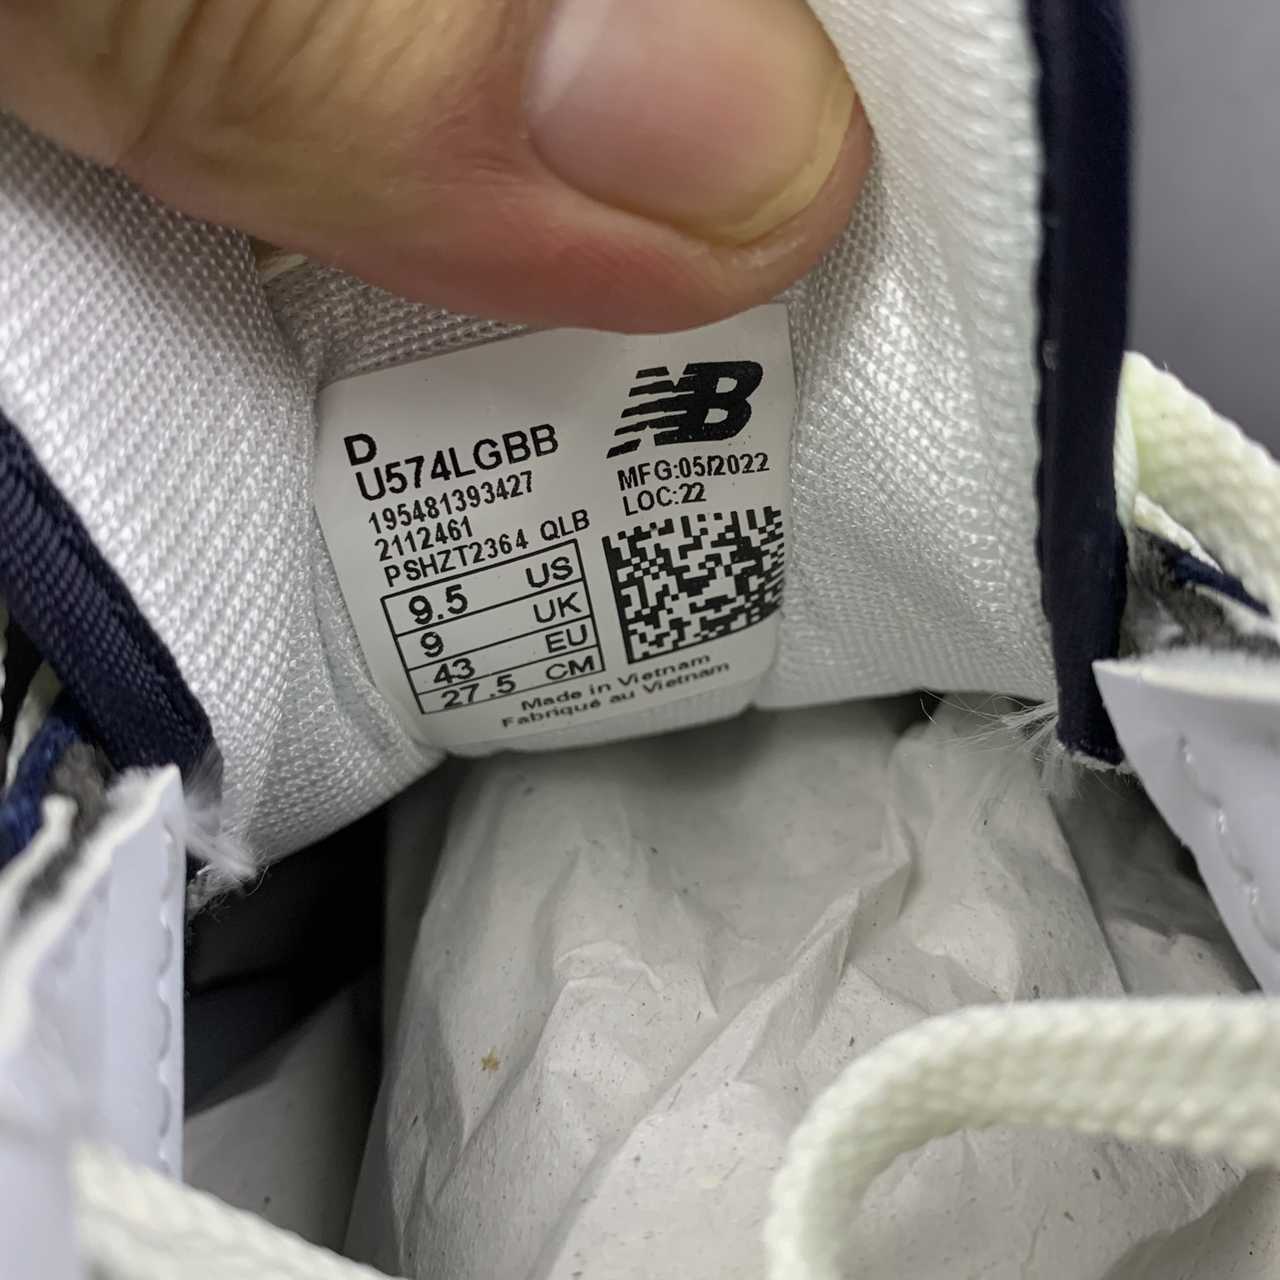 D
U574LGBB
195481393427
2112461
PSHZT2364 QLB
NB
MFG:05/2022
LOC:22
9.5 US
9 UK
43 EU
27.5 CM
Made in Vietnam
Fabriqué au Vietnam